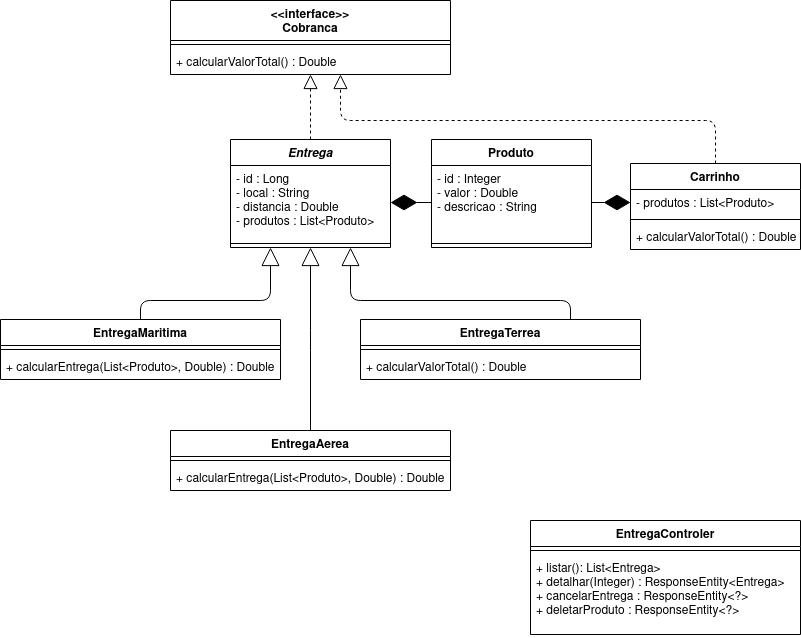 <<interface>>
Cobranca
+ calcularValorTotal() : Double
Entrega
- id : Long
- local : String
- distancia : Double
- produtos : List<Produto>
Produto
- id : Integer
- valor : Double
- descricao : String
Carrinho
- produtos : List<Produto>
+ calcularValorTotal() : Double
EntregaMaritima
+ calcularEntrega(List<Produto>, Double) : Double
EntregaTerrea
+ calcularValorTotal() : Double
EntregaAerea
+ calcularEntrega(List<Produto>, Double) : Double
EntregaControler
+ listar(): List<Entrega>
+ detalhar(Integer) : ResponseEntity<Entrega>
+ cancelarEntrega : ResponseEntity<?>
+ deletarProduto : ResponseEntity<?>